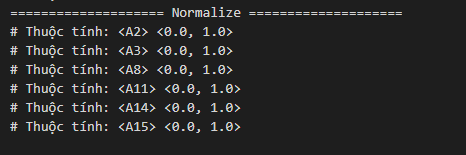 ==================== Normalize ====================
# Thuộc tính: <A2> <0.0, 1.0>
# Thuộc tính: <A3> <0.0, 1.0>
# Thuộc tính: <A8> <0.0, 1.0>
# Thuộc tính: <A11> <0.0, 1.0>
# Thuộc tính: <A14> <0.0, 1.0>
# Thuộc tính: <A15> <0.0, 1.0>